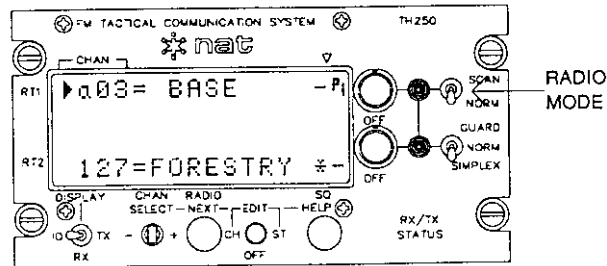 FM TACTICAL COMMUNICATION SYSTEM TH250
nat
CHAN
RT1
▶a03= BASE -P1
OFF
SCAN
NORM
RADIO
MODE
GUARD
NORM
SIMPLEX
RT2
127=FORESTRY *-
OFF
DISPLAY
CHAN
SELECT
RADIO
NEXT
EDIT
SQ
HELP
ID
TX
RX
- +
CH
ST
OFF
RX/TX
STATUS